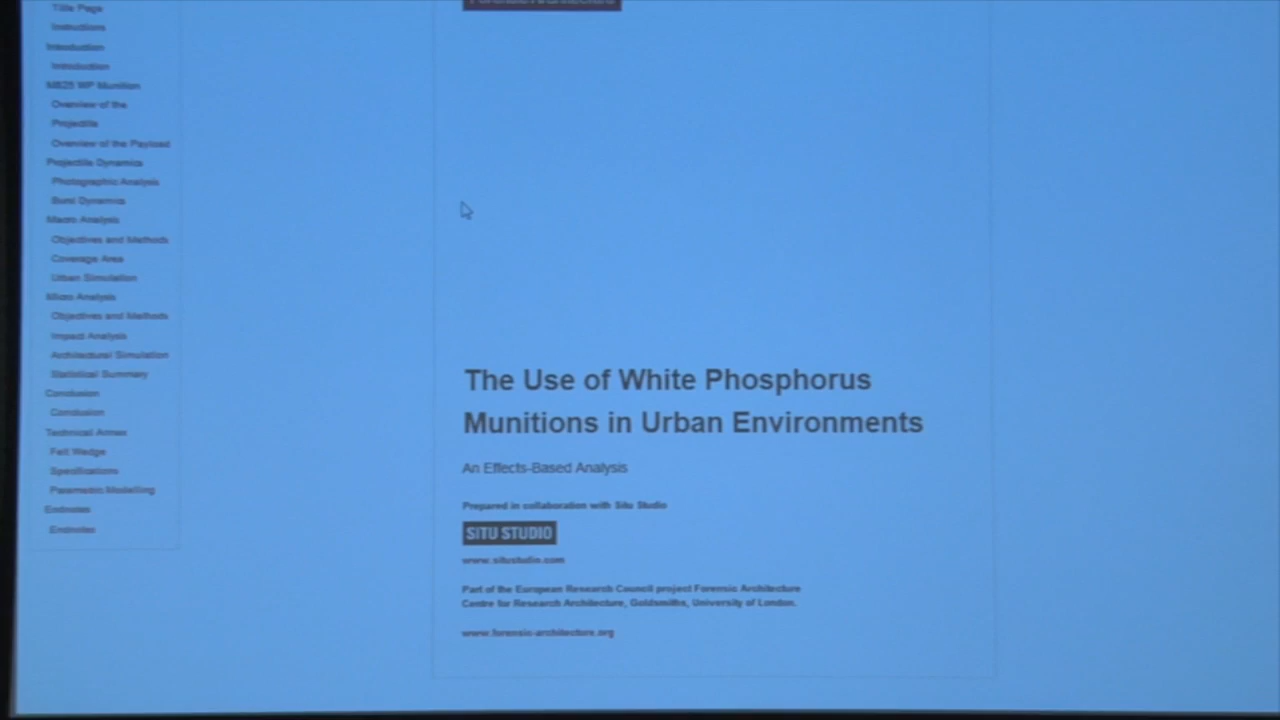 Title Page
Instructions
Introduction
Introduction
M825 WP Munition
Overview of the
Projectile
Overview of the Payload
Projectile Dynamics
Photographic Analysis
Burst Dynamics
Macro Analysis
Objectives and Methods
Coverage Area
Urban Simulation
Micro Analysis
Objectives and Methods
Impact Analysis
Architectural Simulation
Statistical Summary
Conclusion
Conclusion
Technical Annex
Felt Wedge
Specifications
Parametric Modelling
Endnotes
Endnotes
Forensic Architecture
The Use of White Phosphorus
Munitions in Urban Environments
An Effects-Based Analysis
Prepared in collaboration with Situ Studio
SITU STUDIO
www.situstudio.com
Part of the European Research Council project Forensic Architecture
Centre for Research Architecture, Goldsmiths, University of London.
www.forensic-architecture.org